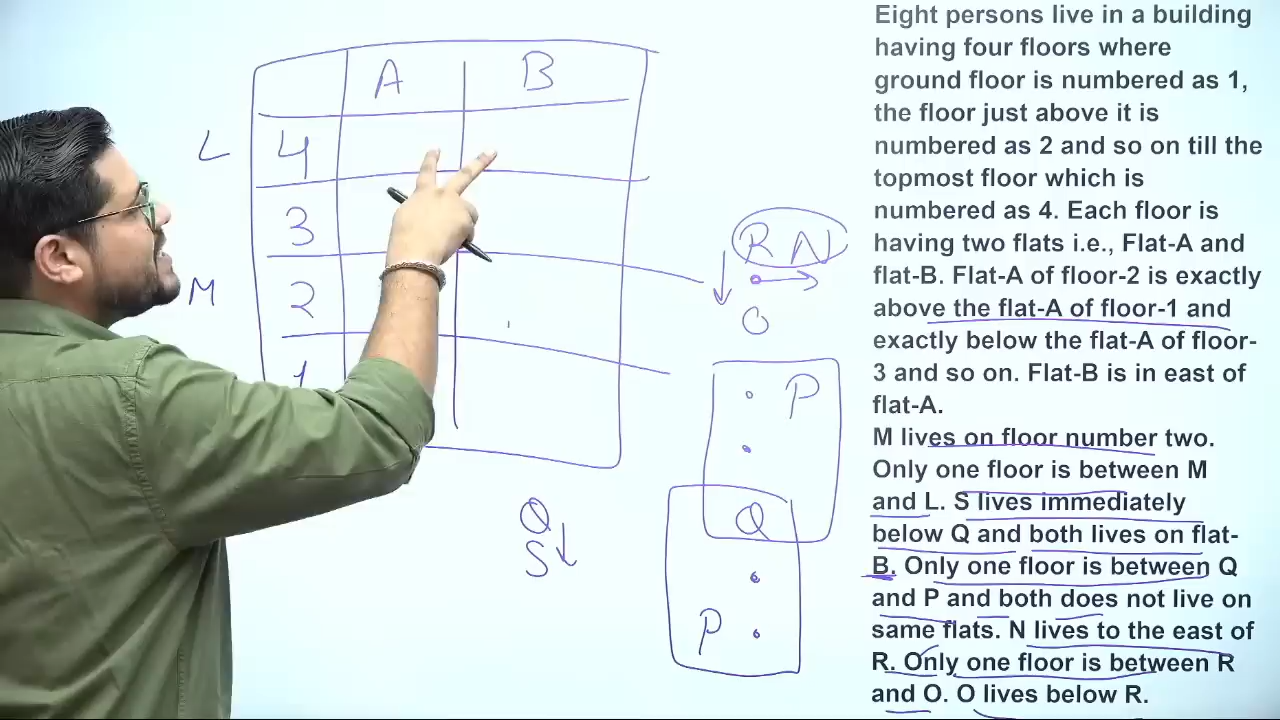 A B
L 4
3
M 2
1
R N
O
P
Q
Q
S
P
Eight persons live in a building
having four floors where
ground floor is numbered as 1,
the floor just above it is
numbered as 2 and so on till the
topmost floor which is
numbered as 4. Each floor is
having two flats i.e., Flat-A and
flat-B. Flat-A of floor-2 is exactly
above the flat-A of floor-1 and
exactly below the flat-A of floor-
3 and so on. Flat-B is in east of
flat-A.
M lives on floor number two.
Only one floor is between M
and L. S lives immediately
below Q and both lives on flat-
B. Only one floor is between Q
and P and both does not live on
same flats. N lives to the east of
R. Only one floor is between R
and O. O lives below R.